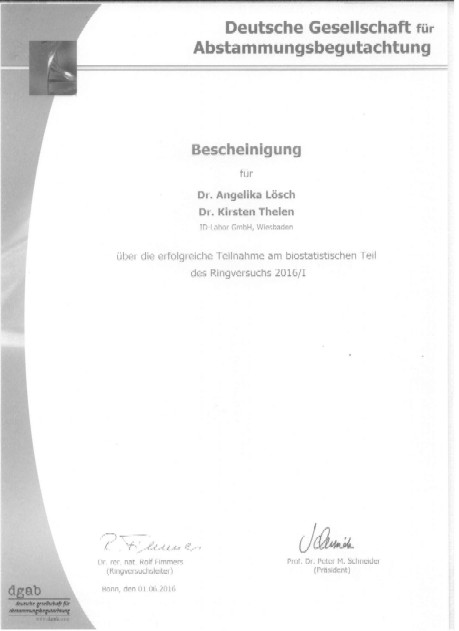 Deutsche Gesellschaft für
Abstammungsbegutachtung
Bescheinigung
für
Dr. Angelika Lösch
Dr. Kirsten Thelen
ID-Labor GmbH, Wiesbaden
über die erfolgreiche Teilnahme am biostatistischen Teil
des Ringversuchs 2016/I
R. Fimmers
Dr. rer. nat. Rolf Fimmers
(Ringversuchsleiter)
Prof. Dr. Peter M. Schneider
(Präsident)
Bonn, den 01.06.2016
dgab
deutsche gesellschaft für
abstammungsbegutachtung